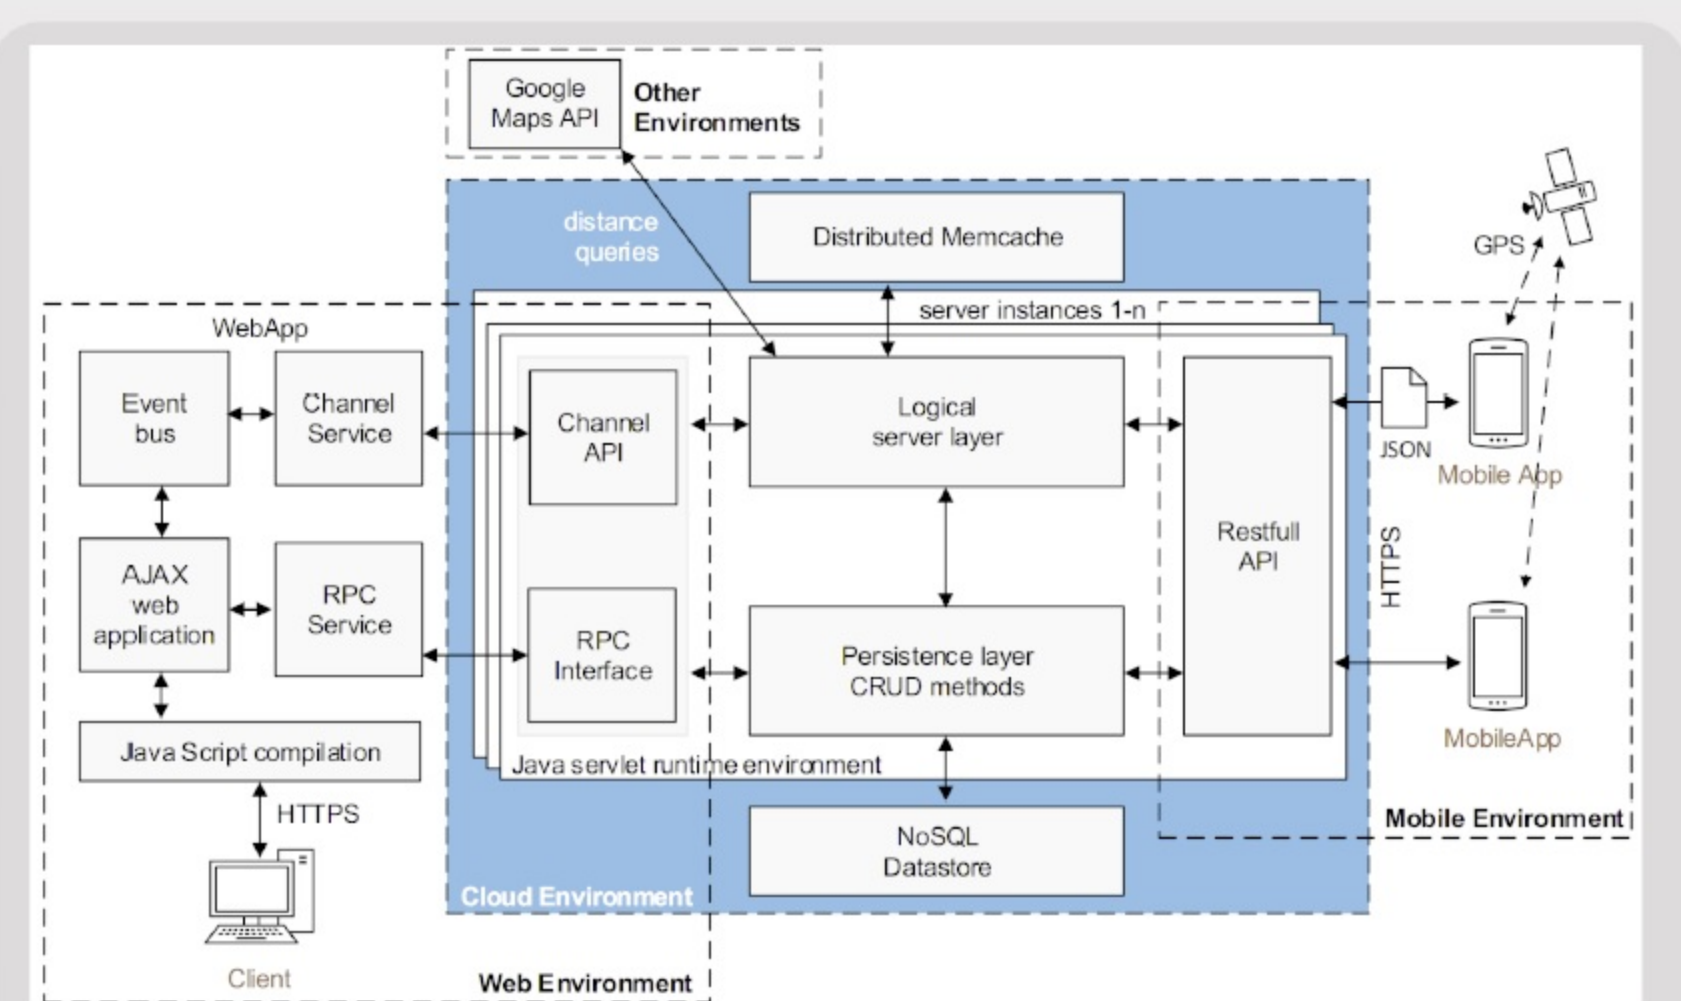 Google
Maps API
Other
Environments
distance
queries
Distributed Memcache
server instances 1-n
GPS
WebApp
Event
bus
Channel
Service
Channel
API
Logical
server layer
JSON
Mobile App
AJAX
web
application
RPC
Service
RPC
Interface
Persistence layer
CRUD methods
Restfull
API
HTTPS
MobileApp
Java Script compilation
Java servlet runtime environment
HTTPS
NoSQL
Datastore
Mobile Environment
Cloud Environment
Client
Web Environment